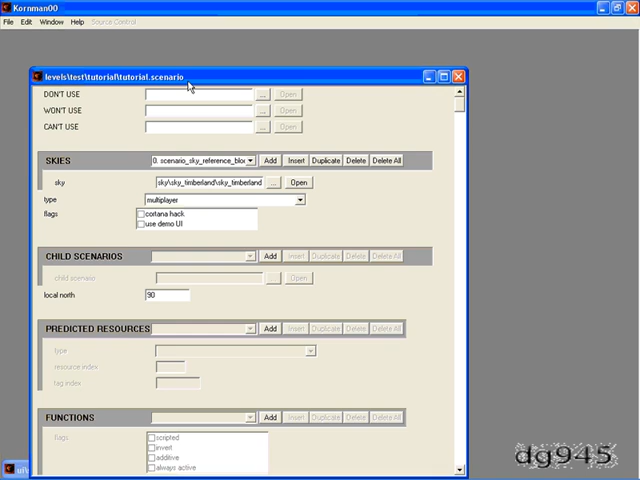 Kornman00
File Edit Window Help Source Control
levels\test\tutorial\tutorial.scenario
DON'T USE ... Open
WON'T USE ... Open
CAN'T USE ... Open
SKIES 0. scenario_sky_reference_bloc Add Insert Duplicate Delete Delete All
sky sky\sky_timberland\sky_timberland ... Open
type multiplayer
flags cortana hack
use demo UI
CHILD SCENARIOS Add Insert Duplicate Delete Delete All
child scenario ... Open
local north 90
PREDICTED RESOURCES Add Insert Duplicate Delete Delete All
type
resource index
tag index
FUNCTIONS Add Insert Duplicate Delete Delete All
flags scripted
invert
additive
always active
dg945